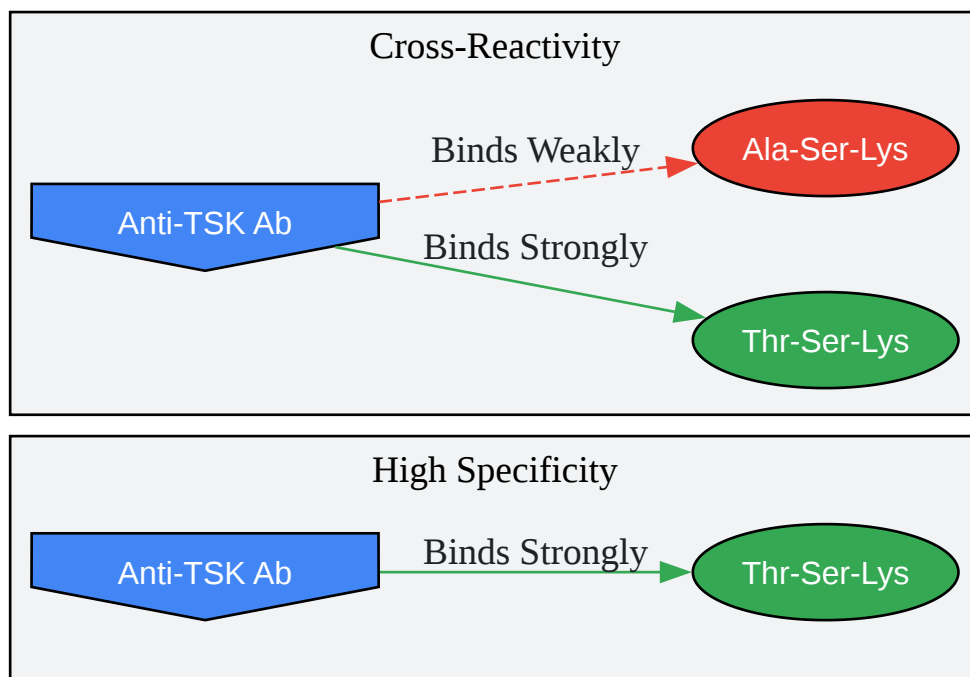 Cross-Reactivity
Binds Weakly
Ala-Ser-Lys
Anti-TSK Ab
Binds Strongly
Thr-Ser-Lys
High Specificity
Anti-TSK Ab
Binds Strongly
Thr-Ser-Lys